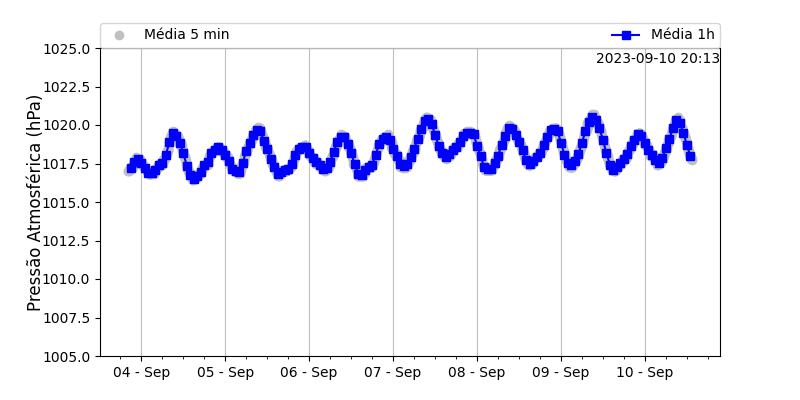 Média 5 min
Média 1h
2023-09-10 20:13
Pressão Atmosférica (hPa)
1025.0
1022.5
1020.0
1017.5
1015.0
1012.5
1010.0
1007.5
1005.0
04 - Sep
05 - Sep
06 - Sep
07 - Sep
08 - Sep
09 - Sep
10 - Sep